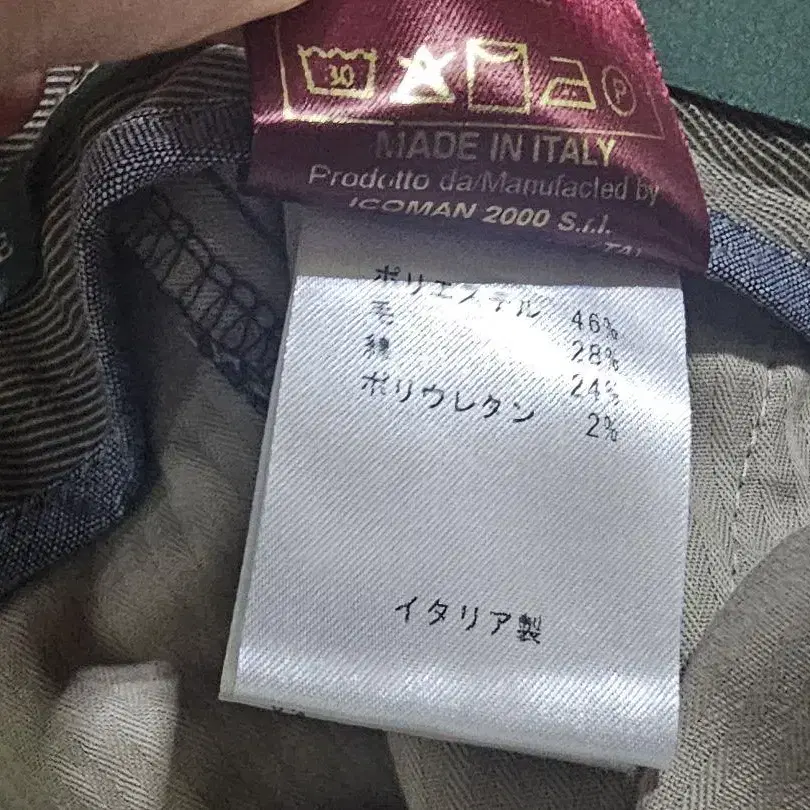 30
P
MADE IN ITALY
Prodotto da/Manufacted by
ICOMAN 2000 S.r.l.
ITAL
ポリエステル 46%
毛 28%
綿 24%
ポリウレタン 2%
イタリア製